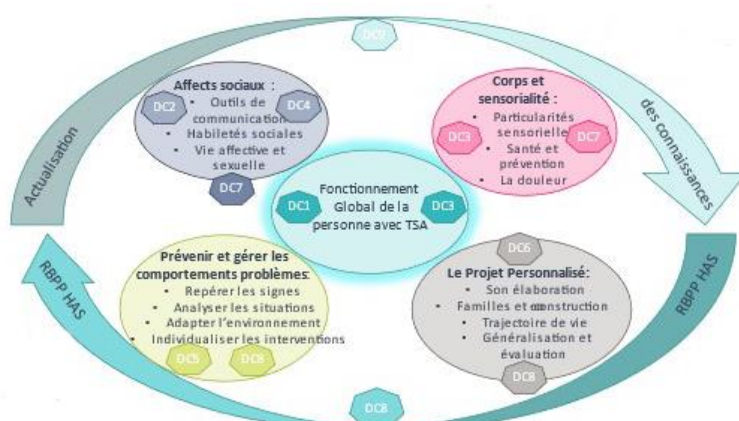 DC9
Actualisation
des connaissances
Affects sociaux :
DC2
DC4
• Outils de
communication
• Habiletés sociales
• Vie affective et
sexuelle
DC7
Corps et
sensorialité :
• Particularités
sensorielle
DC3
DC7
• Santé et
prévention
• La douleur
Fonctionnement
DC1
Global de la
DC3
personne avec TSA
Prévenir et gérer les
comportements problèmes:
• Repérer les signes
• Analyser les situations
• Adapter l'environnement
• Individualiser les interventions
DC5
DC6
Le Projet Personnalisé:
• Son élaboration
• Familles et
• Trajectoire de vie
• Généralisation et
évaluation
DC8
RBPP HAS
RBPP HAS
DC8